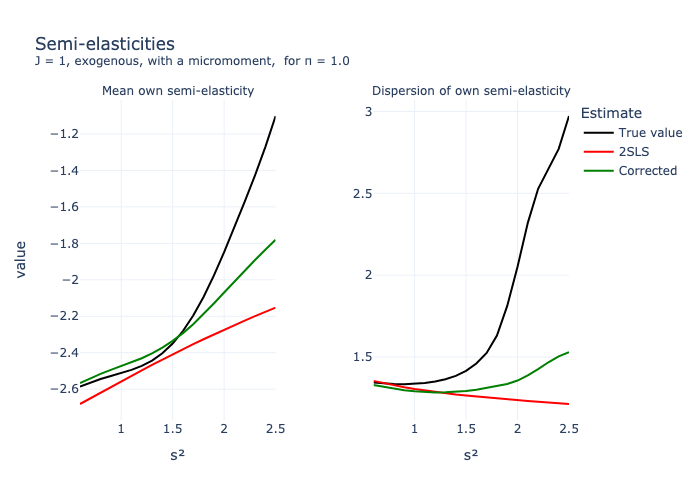 Semi-elasticities
J = 1, exogenous, with a micromoment,  for π = 1.0
Mean own semi-elasticity
Dispersion of own semi-elasticity
Estimate
True value
2SLS
Corrected
value
−1.2
−1.4
−1.6
−1.8
−2
−2.2
−2.4
−2.6
1
1.5
2
2.5
s²
3
2.5
2
1.5
1
1.5
2
2.5
s²